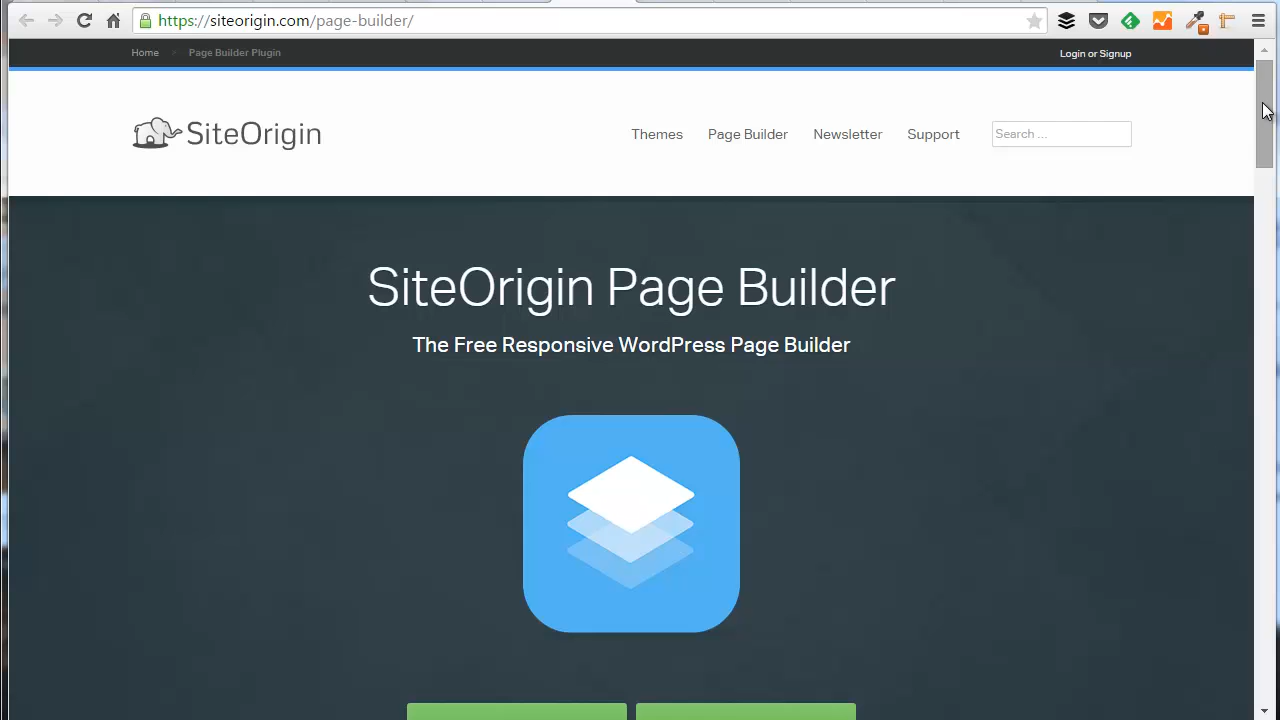 https://siteorigin.com/page-builder/
Home > Page Builder Plugin
Login or Signup
SiteOrigin
Themes
Page Builder
Newsletter
Support
Search ...
SiteOrigin Page Builder
The Free Responsive WordPress Page Builder